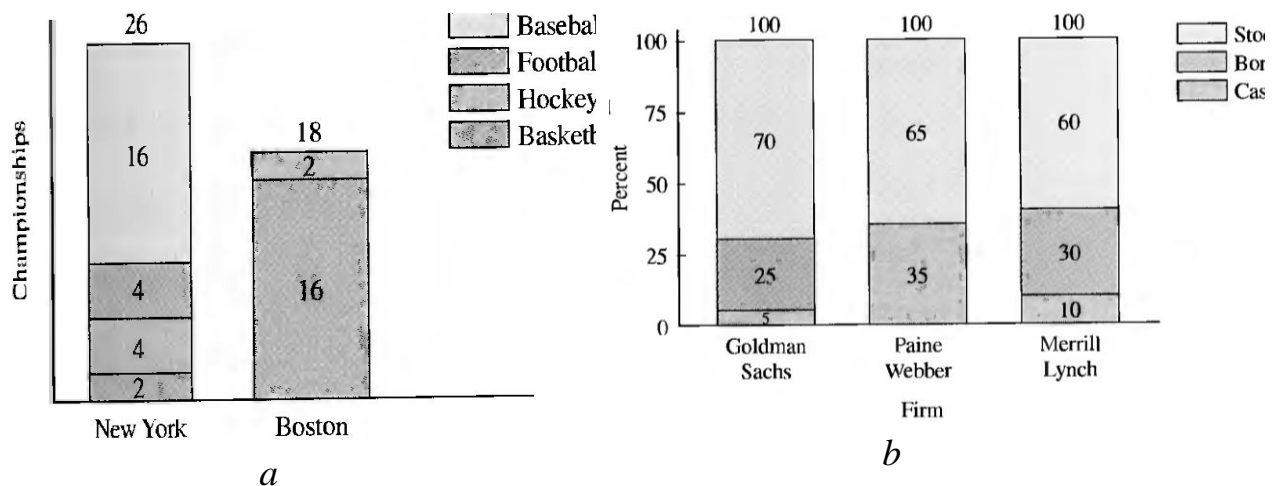 26
Basebal
Footbal
Hockey
Basketh
18
16
2
4
16
4
2
Championships
New York
Boston
a
100
100
100
100
75
50
25
0
Percent
70
65
60
25
35
30
5
10
Stoc
Bor
Cas
Goldman
Sachs
Paine
Webber
Merrill
Lynch
Firm
b